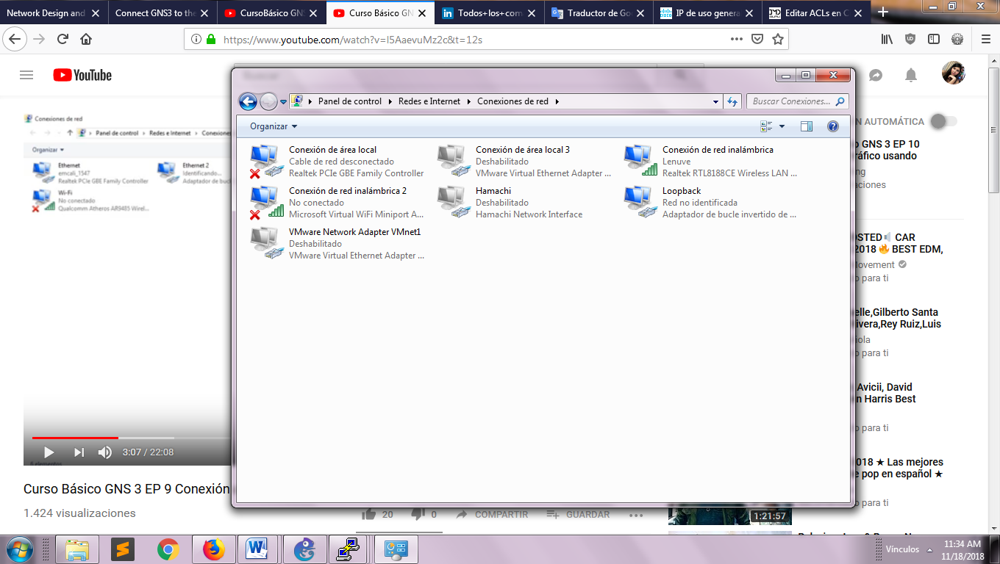 Network Design and
Connect GNS3 to the
CursoBásico GNS
Curso Básico GN
Todos+los+com
Traductor de Go
IP de uso genera
Editar ACLs en C
https://www.youtube.com/watch?v=I5AaevuMz2c&t=12s
YouTube
Panel de control
Redes e Internet
Conexiones de red
Buscar Conexiones...
Organizar
Conexión de área local
Cable de red desconectado
Realtek PCIe GBE Family Controller
Conexión de área local 3
Deshabilitado
VMware Virtual Ethernet Adapter ...
Conexión de red inalámbrica
Lenuve
Realtek RTL8188CE Wireless LAN ...
Conexión de red inalámbrica 2
No conectado
Microsoft Virtual WiFi Miniport A...
Hamachi
Deshabilitado
Hamachi Network Interface
Loopback
Red no identificada
Adaptador de bucle invertido de ...
VMware Network Adapter VMnet1
Deshabilitado
VMware Virtual Ethernet Adapter ...
Conexiones de red
Panel de control
Redes e Internet
Conexiones
Organizar
Ethernet
emcali_1547
Realtek PCIe GBE Family Controller
Ethernet 2
Identificando...
Adaptador de buc
Wi-Fi
No conectado
Qualcomm Atheros AR9485 Wirel...
3:07 / 22:08
Curso Básico GNS 3 EP 9 Conexión
1.424 visualizaciones
20
0
COMPARTIR
GUARDAR
N AUTOMÁTICA
o GNS 3 EP 10
ráfico usando
ng
aciones
OSTED CAR
2018 🔥 BEST EDM,
Movement
o para ti
elle,Gilberto Santa
ivera,Rey Ruiz,Luis
iola
o para ti
Avicii, David
n Harris Best
o para ti
2018 ★ Las mejores
e pop en español ★
o para ti
1:21:57
Vínculos
11:34 AM
11/18/2018